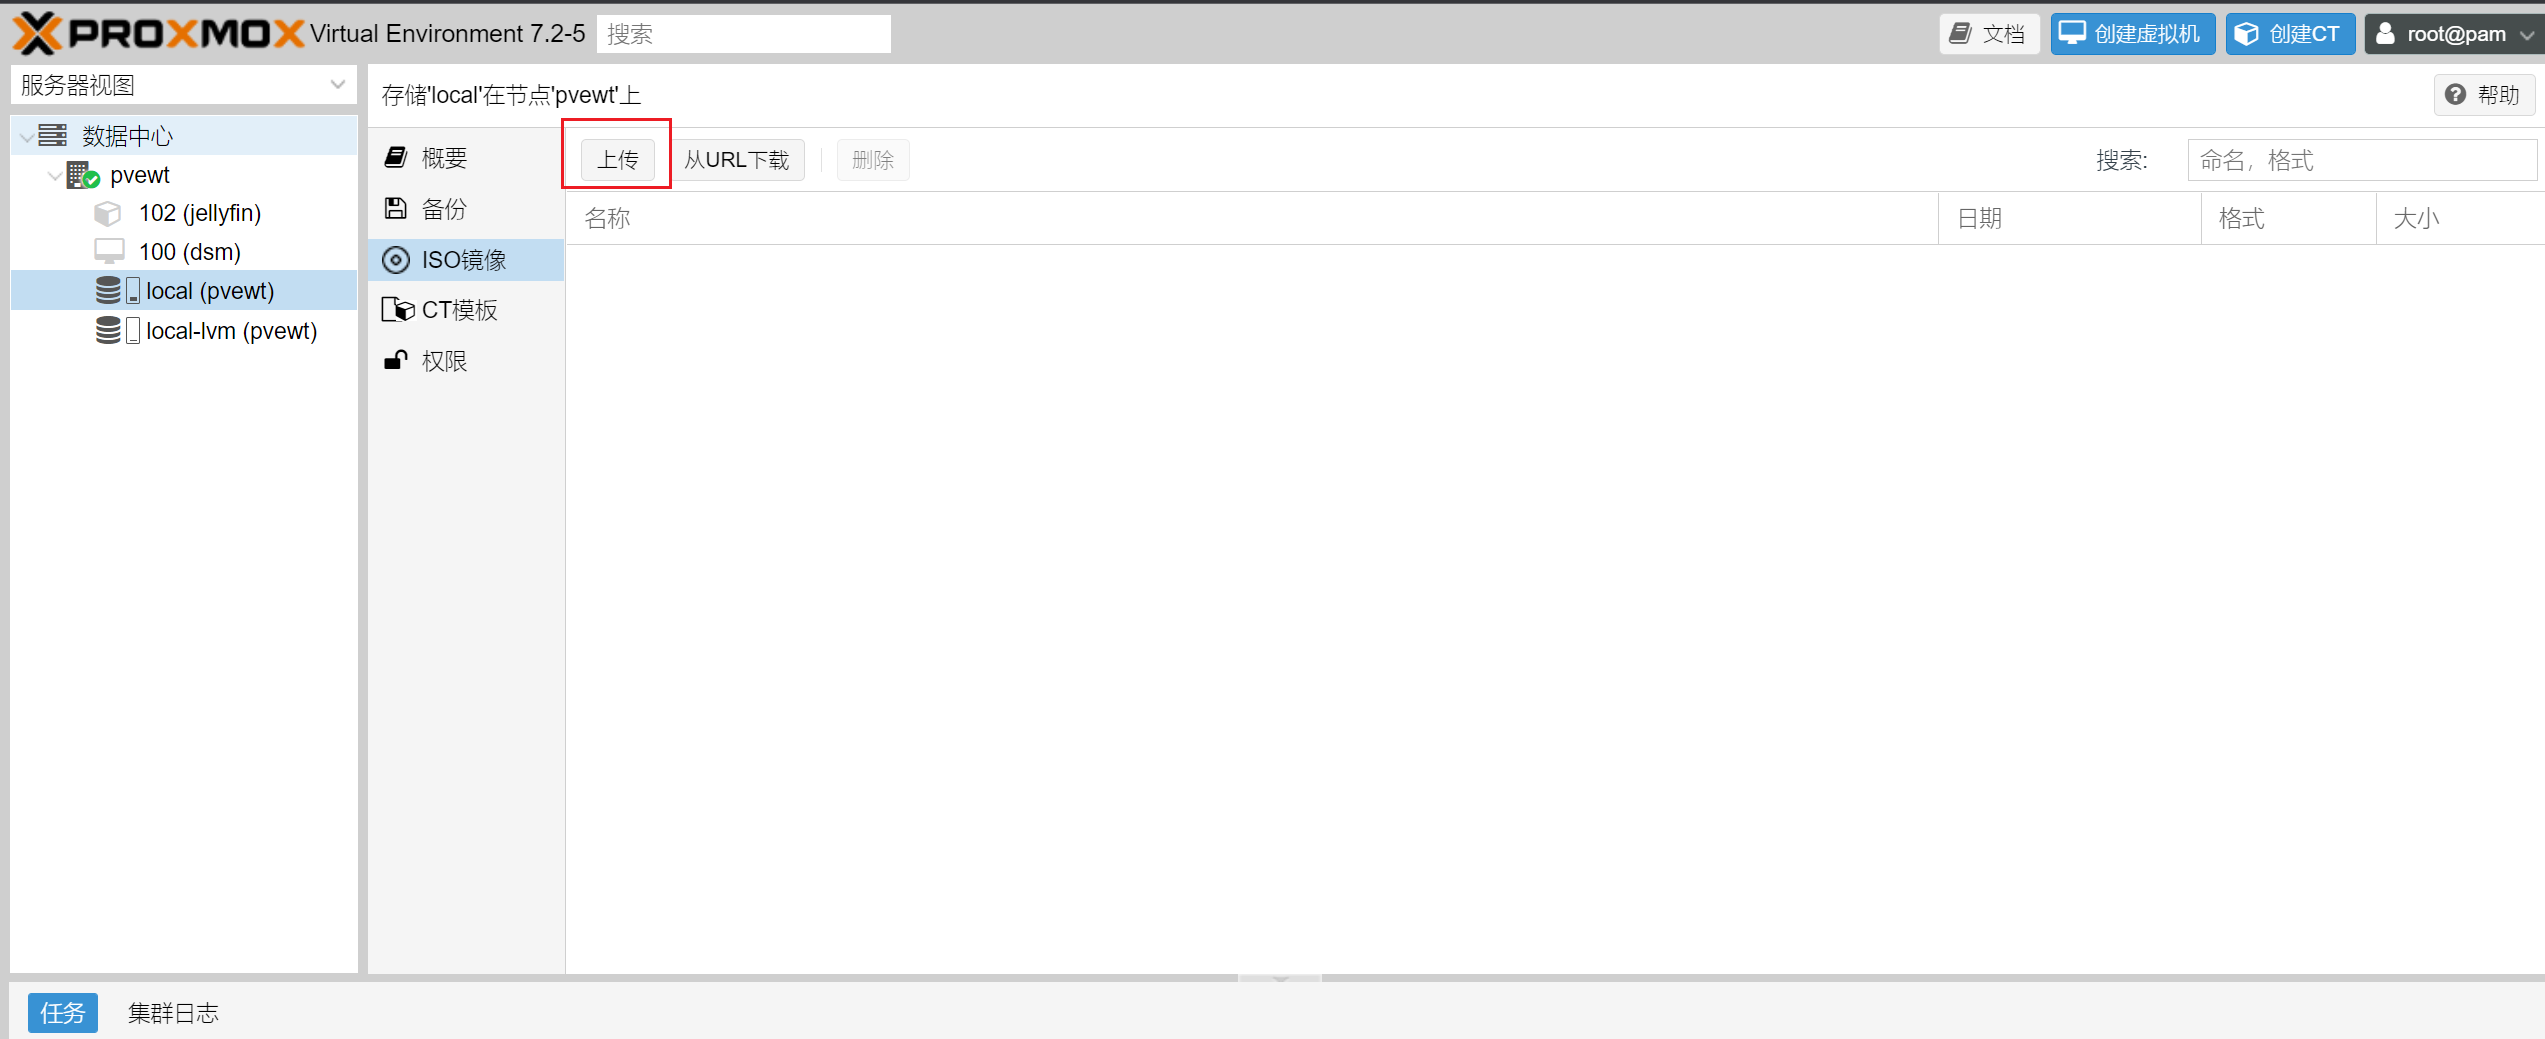 PROXMOX Virtual Environment 7.2-5 搜索 文档 创建虚拟机 创建CT root@pam
服务器视图
数据中心
pvewt
102 (jellyfin)
100 (dsm)
local (pvewt)
local-lvm (pvewt)
存储'local'在节点'pvewt'上 帮助
概要
备份
ISO镜像
CT模板
权限
上传 从URL下载 删除 搜索: 命名，格式
名称 日期 格式 大小
任务 集群日志